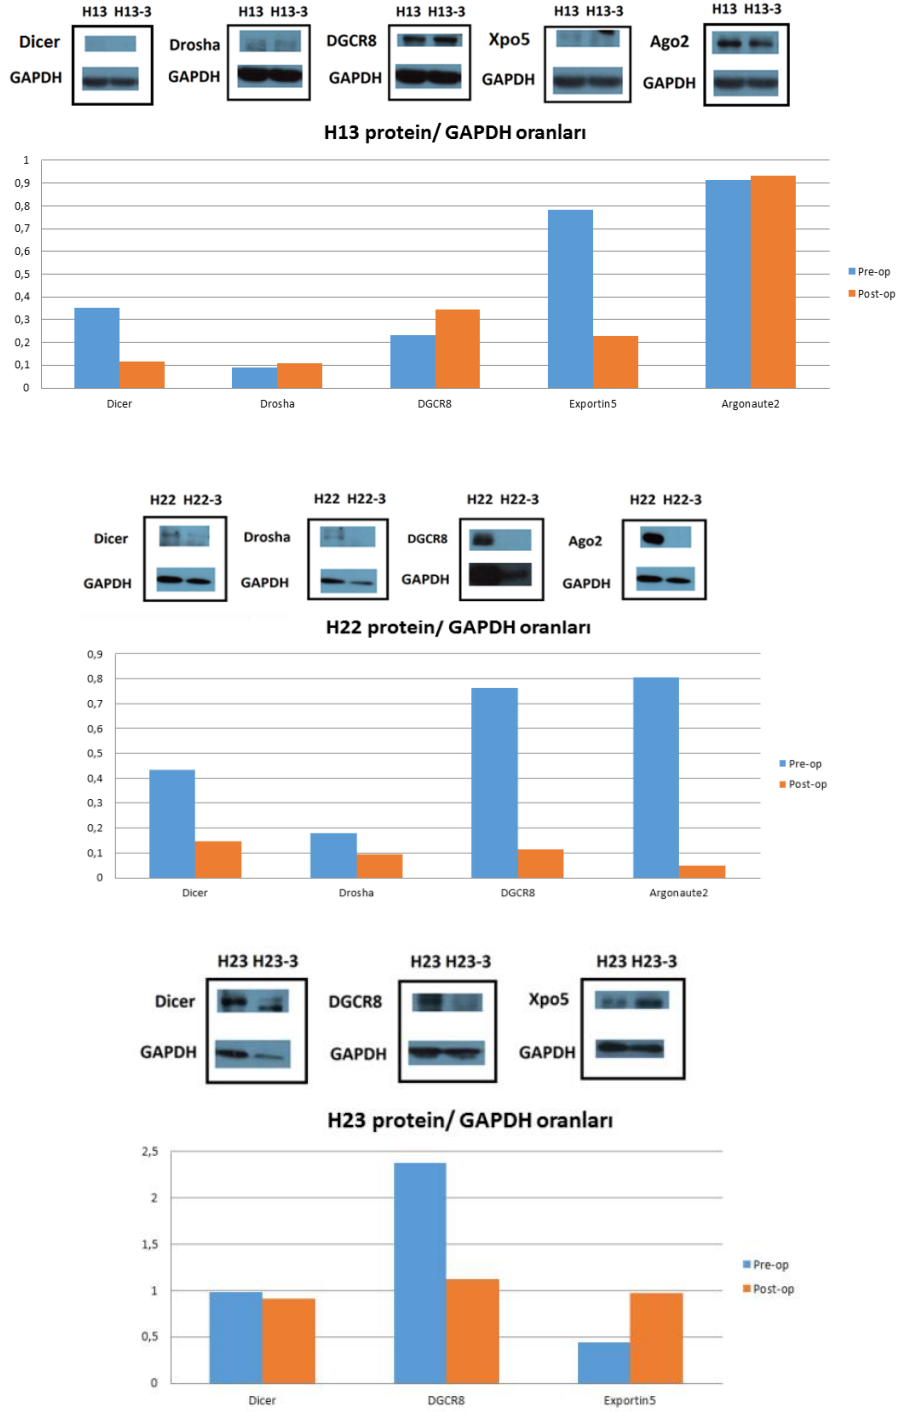 H13 H13-3 H13 H13-3 H13 H13-3 H13 H13-3 H13 H13-3
Dicer Drosha DGCR8 Xpo5 Ago2
GAPDH GAPDH GAPDH GAPDH GAPDH
H13 protein/ GAPDH oranları
1
0,9
0,8
0,7
0,6
0,5
0,4
0,3
0,2
0,1
0
Pre-op
Post-op
Dicer Drosha DGCR8 Exportin5 Argonaute2
H22 H22-3 H22 H22-3 H22 H22-3 H22 H22-3
Dicer Drosha DGCR8 Ago2
GAPDH GAPDH GAPDH GAPDH
H22 protein/ GAPDH oranları
0,9
0,8
0,7
0,6
0,5
0,4
0,3
0,2
0,1
0
Pre-op
Post-op
Dicer Drosha DGCR8 Argonaute2
H23 H23-3 H23 H23-3 H23 H23-3
Dicer DGCR8 Xpo5
GAPDH GAPDH GAPDH
H23 protein/ GAPDH oranları
2,5
2
1,5
1
0,5
0
Pre-op
Post-op
Dicer DGCR8 Exportin5